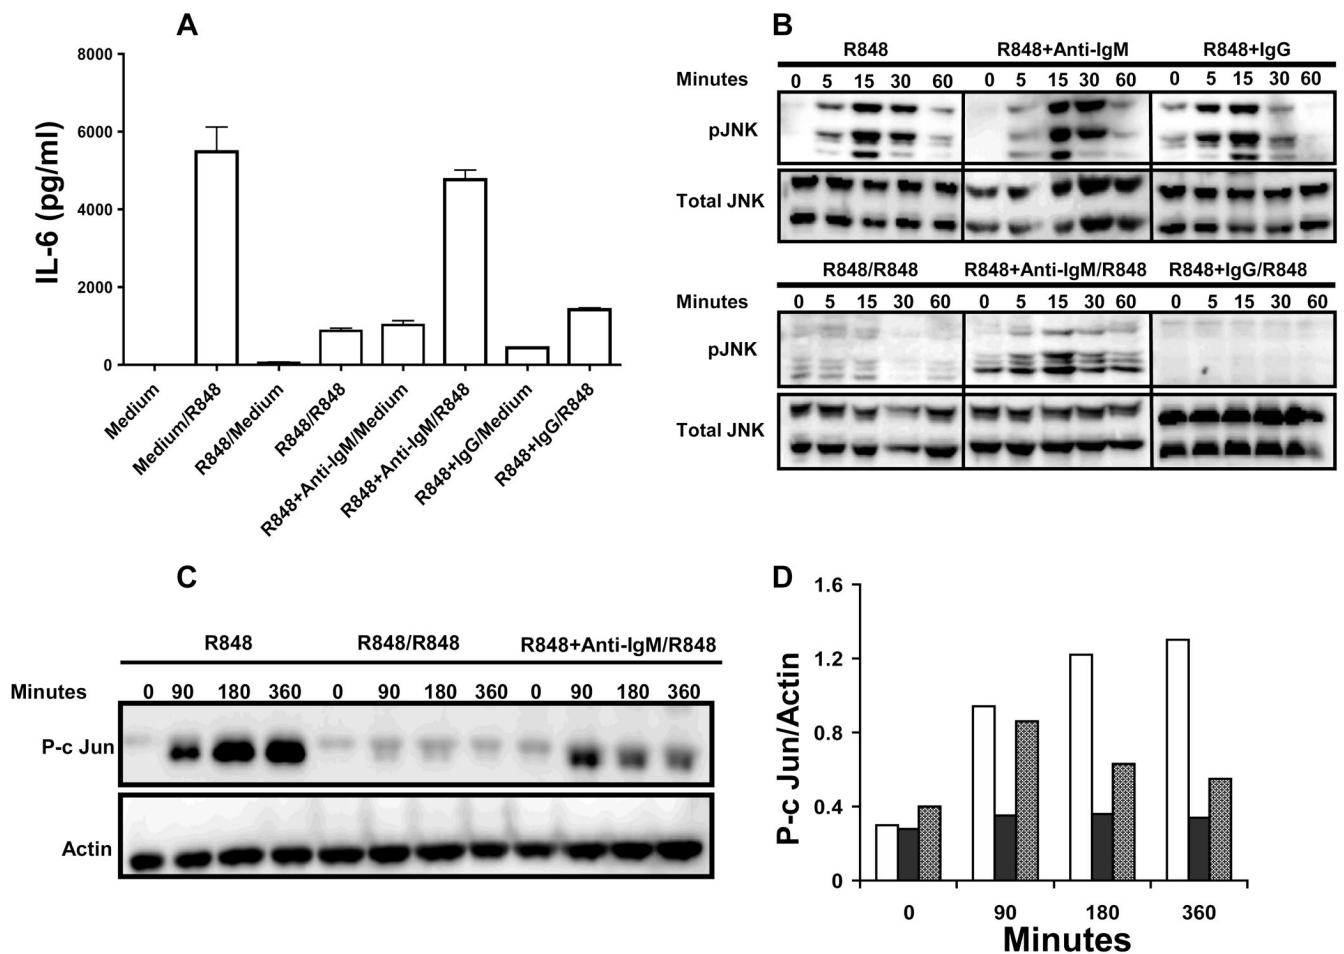 A
8000
6000
4000
2000
0
IL-6 (pg/ml)
Medium
Medium/R848
R848/Medium
R848/R848
R848+Anti-IgM/Medium
R848+Anti-IgM/R848
R848+IgG/Medium
R848+IgG/R848
B
R848 R848+Anti-IgM R848+IgG
Minutes 0 5 15 30 60 0 5 15 30 60 0 5 15 30 60
pJNK
Total JNK
R848/R848 R848+Anti-IgM/R848 R848+IgG/R848
Minutes 0 5 15 30 60 0 5 15 30 60 0 5 15 30 60
pJNK
Total JNK
C
R848 R848/R848 R848+Anti-IgM/R848
Minutes 0 90 180 360 0 90 180 360 0 90 180 360
P-c Jun
Actin
D
1.6
1.2
0.8
0.4
0
P-c Jun/Actin
0 90 180 360
Minutes